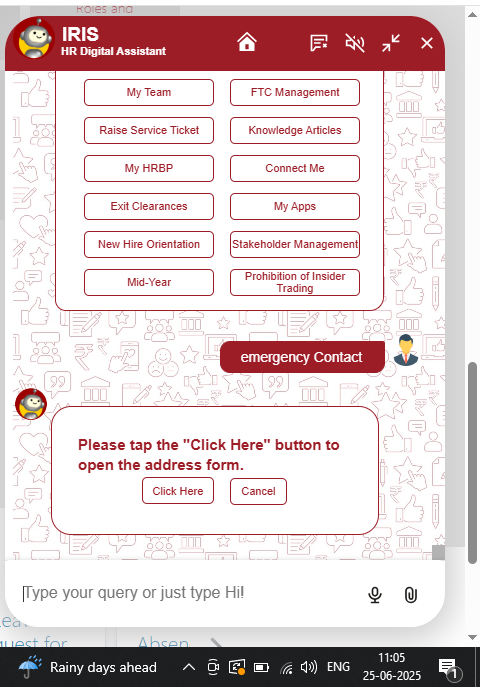 Roles and
IRIS
HR Digital Assistant
My Team
FTC Management
Raise Service Ticket
Knowledge Articles
My HRBP
Connect Me
Exit Clearances
My Apps
New Hire Orientation
Stakeholder Management
Mid-Year
Prohibition of Insider
Trading
emergency Contact
Please tap the "Click Here" button to
open the address form.
Click Here
Cancel
Type your query or just type Hi!
Absen
Rainy days ahead
ENG
11:05
25-06-2025
1